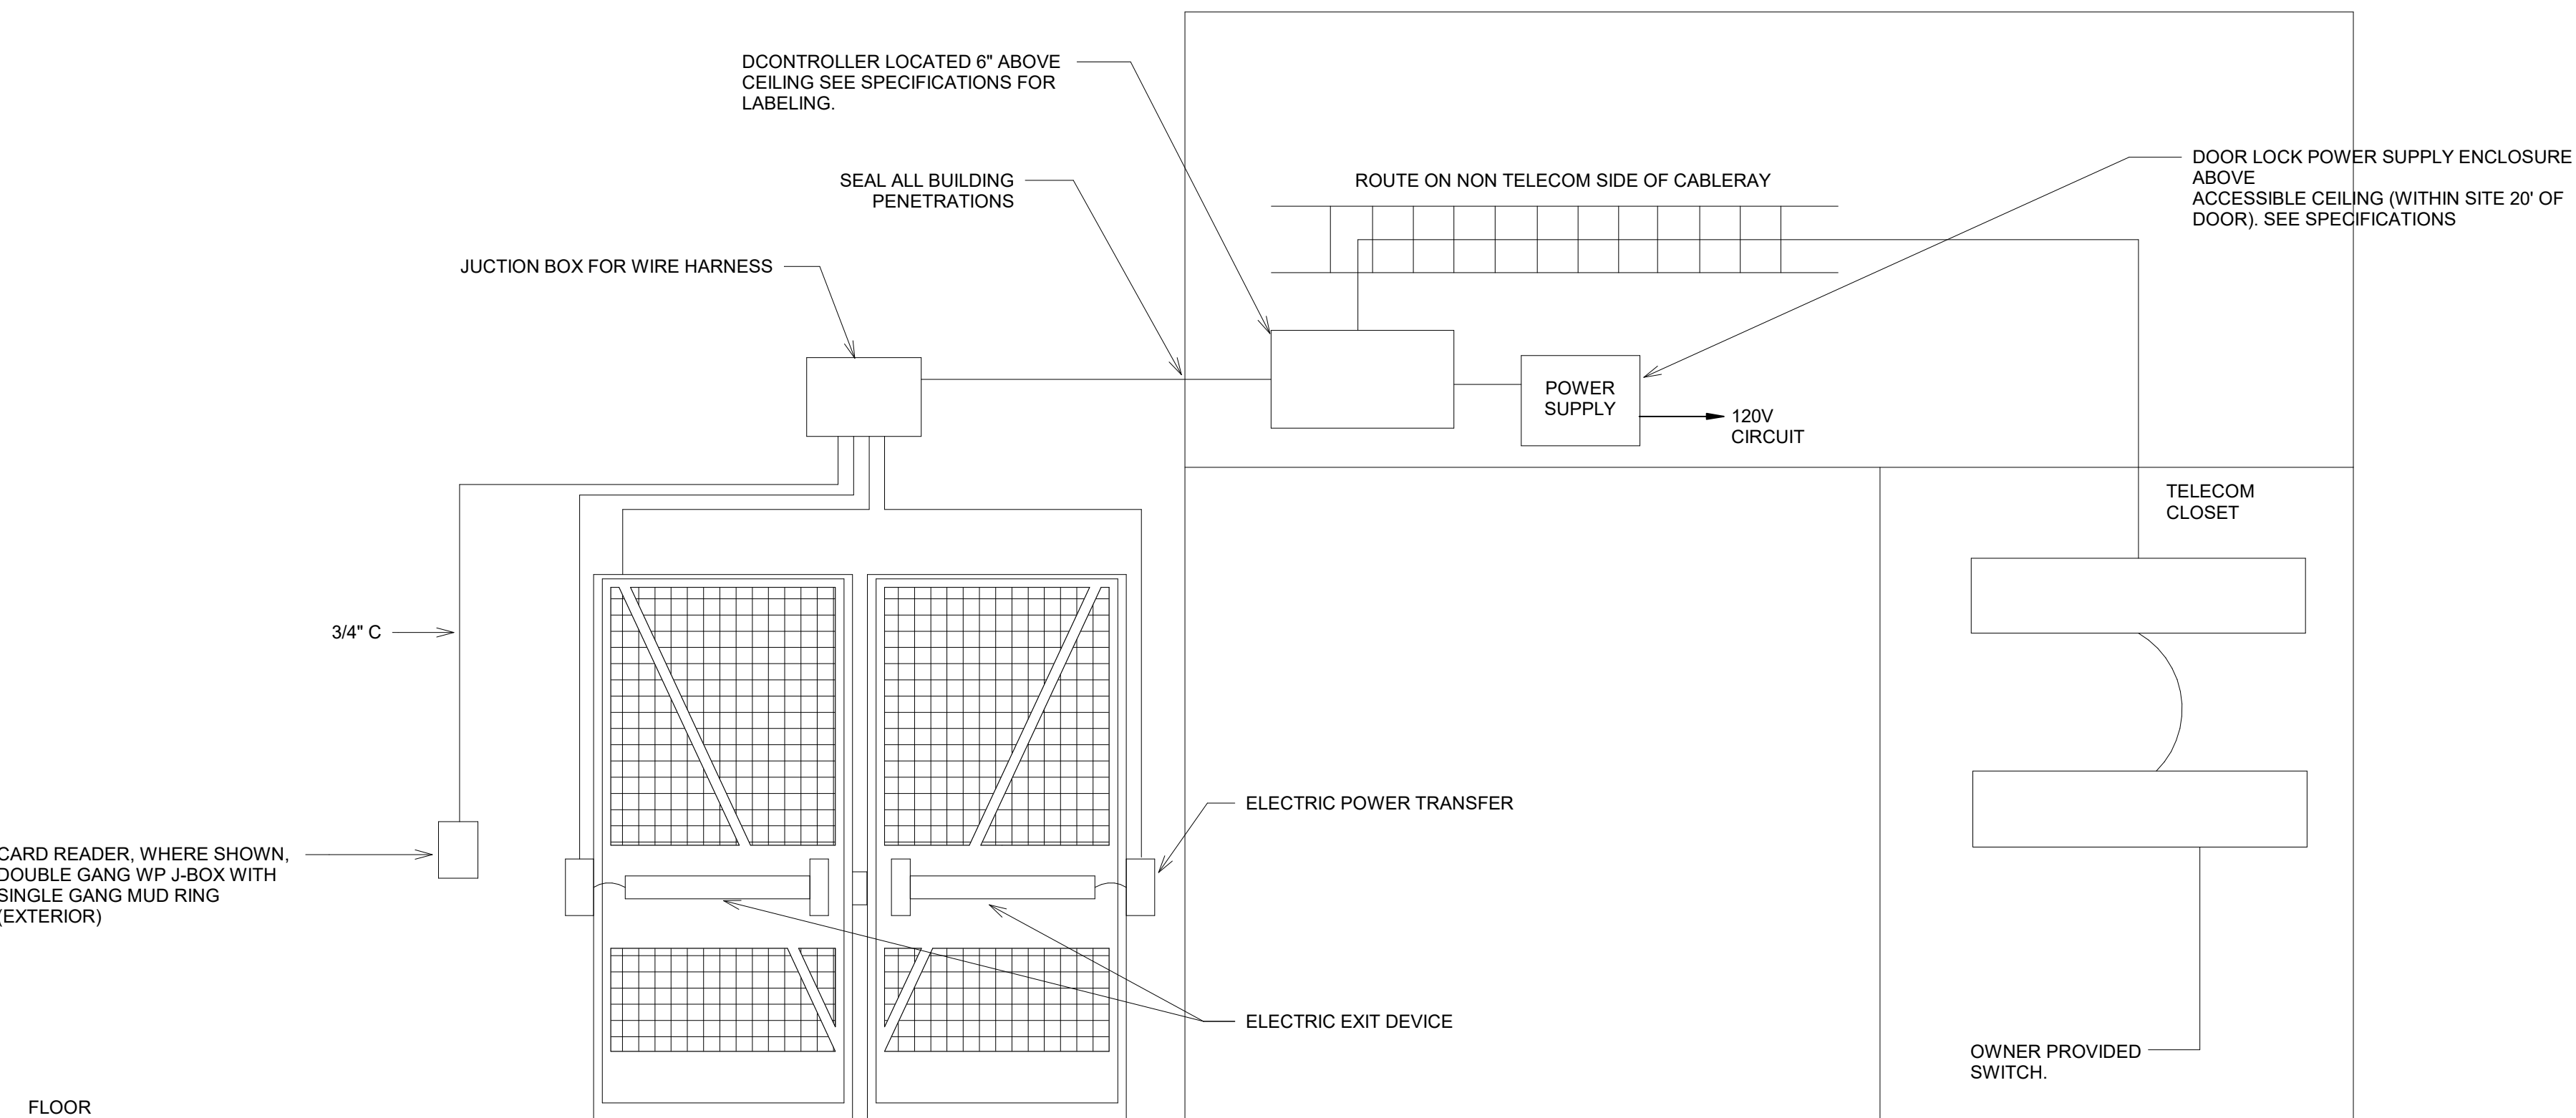 DCONTROLLER LOCATED 6" ABOVE
CEILING SEE SPECIFICATIONS FOR
LABELING.
SEAL ALL BUILDING
PENETRATIONS
ROUTE ON NON TELECOM SIDE OF CABLERAY
DOOR LOCK POWER SUPPLY ENCLOSURE
ABOVE
ACCESSIBLE CEILING (WITHIN SITE 20' OF
DOOR). SEE SPECIFICATIONS
JUCTION BOX FOR WIRE HARNESS
POWER
SUPPLY
120V
CIRCUIT
TELECOM
CLOSET
3/4" C
ELECTRIC POWER TRANSFER
CARD READER, WHERE SHOWN,
DOUBLE GANG WP J-BOX WITH
SINGLE GANG MUD RING
(EXTERIOR)
ELECTRIC EXIT DEVICE
OWNER PROVIDED
SWITCH.
FLOOR